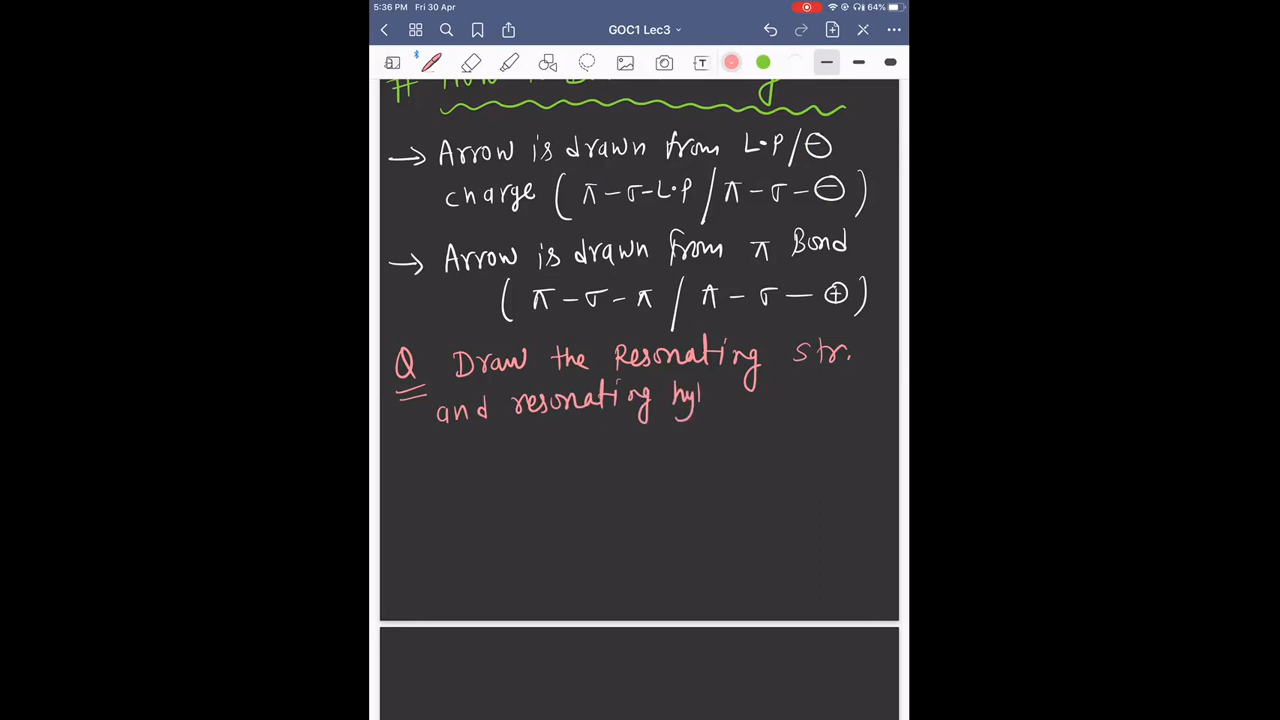 5:36 PM Fri 30 Apr 64%
GOC1 Lec3
#
→ Arrow is drawn from L.P/⊖
charge ( π-σ-L.P / π-σ-⊖ )
→ Arrow is drawn from π Bond
( π-σ-π / π-σ-⊕ )
Q Draw the Resonating str.
and resonating hyl